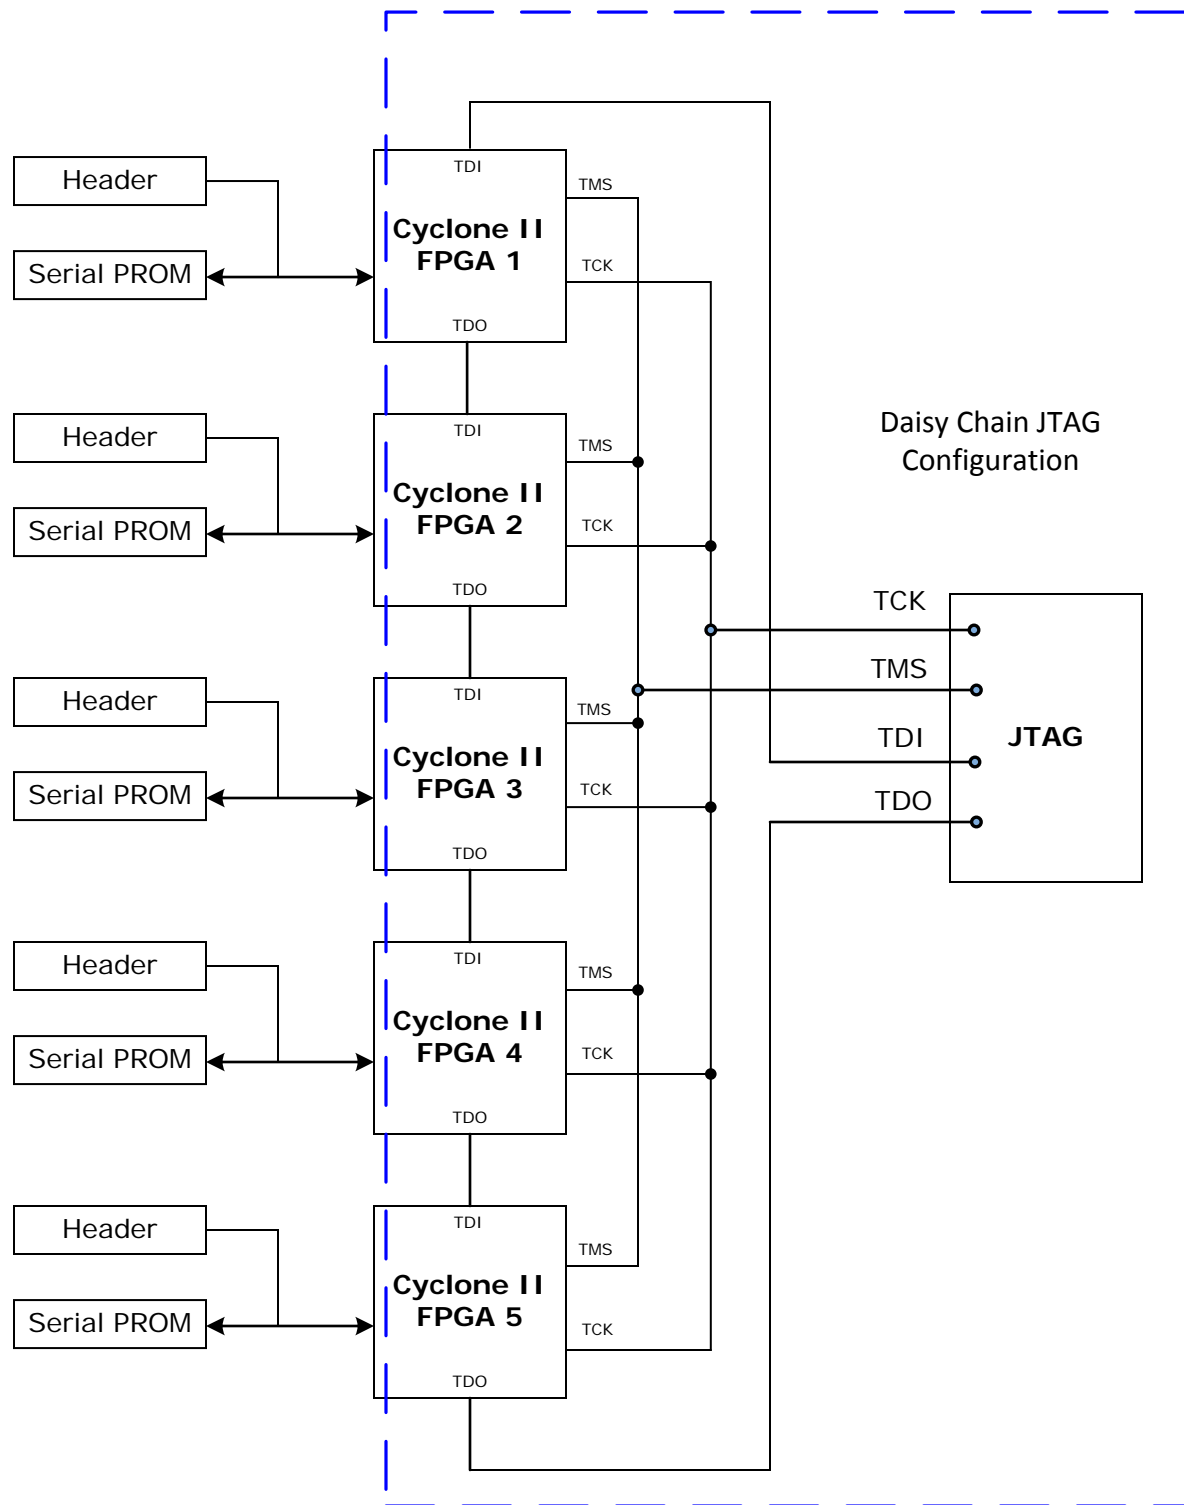 TDI
Header
TMS
Cyclone II
FPGA 1
TCK
Serial PROM
TDO
Header
TDI
TMS
Cyclone II
FPGA 2
Serial PROM
TCK
TDO
Daisy Chain JTAG
Configuration
Header
TDI
TMS
Cyclone II
FPGA 3
Serial PROM
TCK
TDO
TCK
TMS
TDI
JTAG
TDO
Header
TDI
TMS
Cyclone II
FPGA 4
Serial PROM
TCK
TDO
Header
TDI
TMS
Cyclone II
FPGA 5
Serial PROM
TCK
TDO